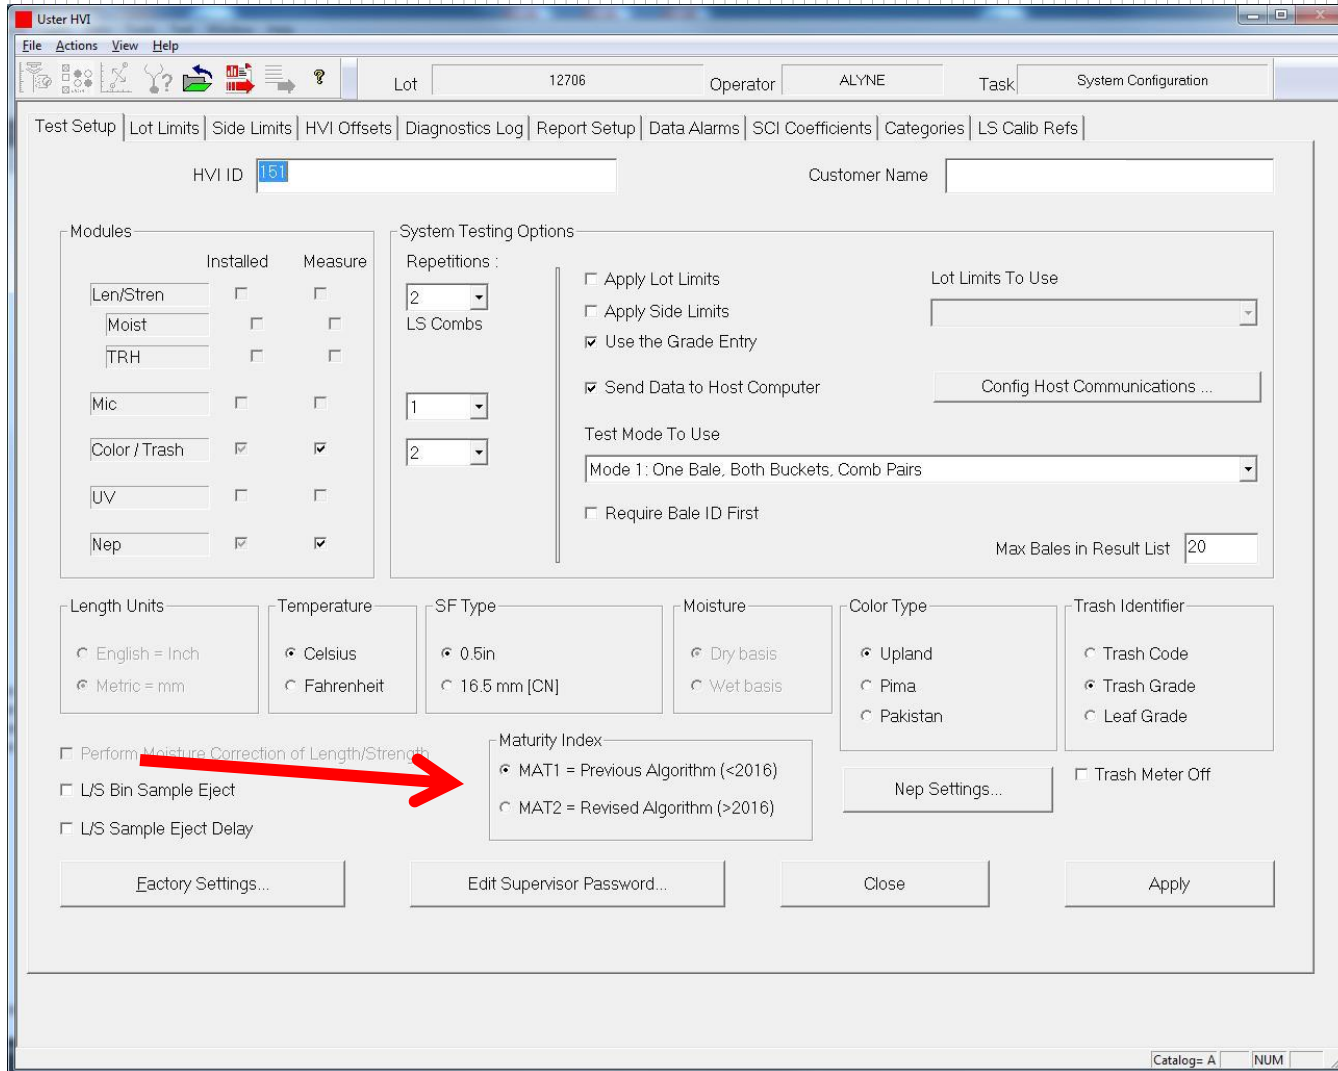 Uster HVI
File Actions View Help
Lot 12706 Operator ALYNE Task System Configuration
Test Setup Lot Limits Side Limits HVI Offsets Diagnostics Log Report Setup Data Alarms SCI Coefficients Categories LS Calib Refs
HVI ID 151 Customer Name
Modules
Installed Measure
Len/Stren
Moist
TRH
Mic
Color / Trash
UV
Nep
System Testing Options
Repetitions :
2
LS Combs
1
2
Apply Lot Limits
Apply Side Limits
Use the Grade Entry
Send Data to Host Computer
Lot Limits To Use
Config Host Communications ...
Test Mode To Use
Mode 1: One Bale, Both Buckets, Comb Pairs
Require Bale ID First
Max Bales in Result List 20
Length Units
English = Inch
Metric = mm
Temperature
Celsius
Fahrenheit
SF Type
0.5in
16.5 mm [CN]
Moisture
Dry basis
Wet basis
Color Type
Upland
Pima
Pakistan
Trash Identifier
Trash Code
Trash Grade
Leaf Grade
Perform Moisture Correction of Length/Strength
L/S Bin Sample Eject
L/S Sample Eject Delay
Maturity Index
MAT1 = Previous Algorithm (<2016)
MAT2 = Revised Algorithm (>2016)
Nep Settings...
Trash Meter Off
Factory Settings... Edit Supervisor Password... Close Apply
Catalog= A NUM